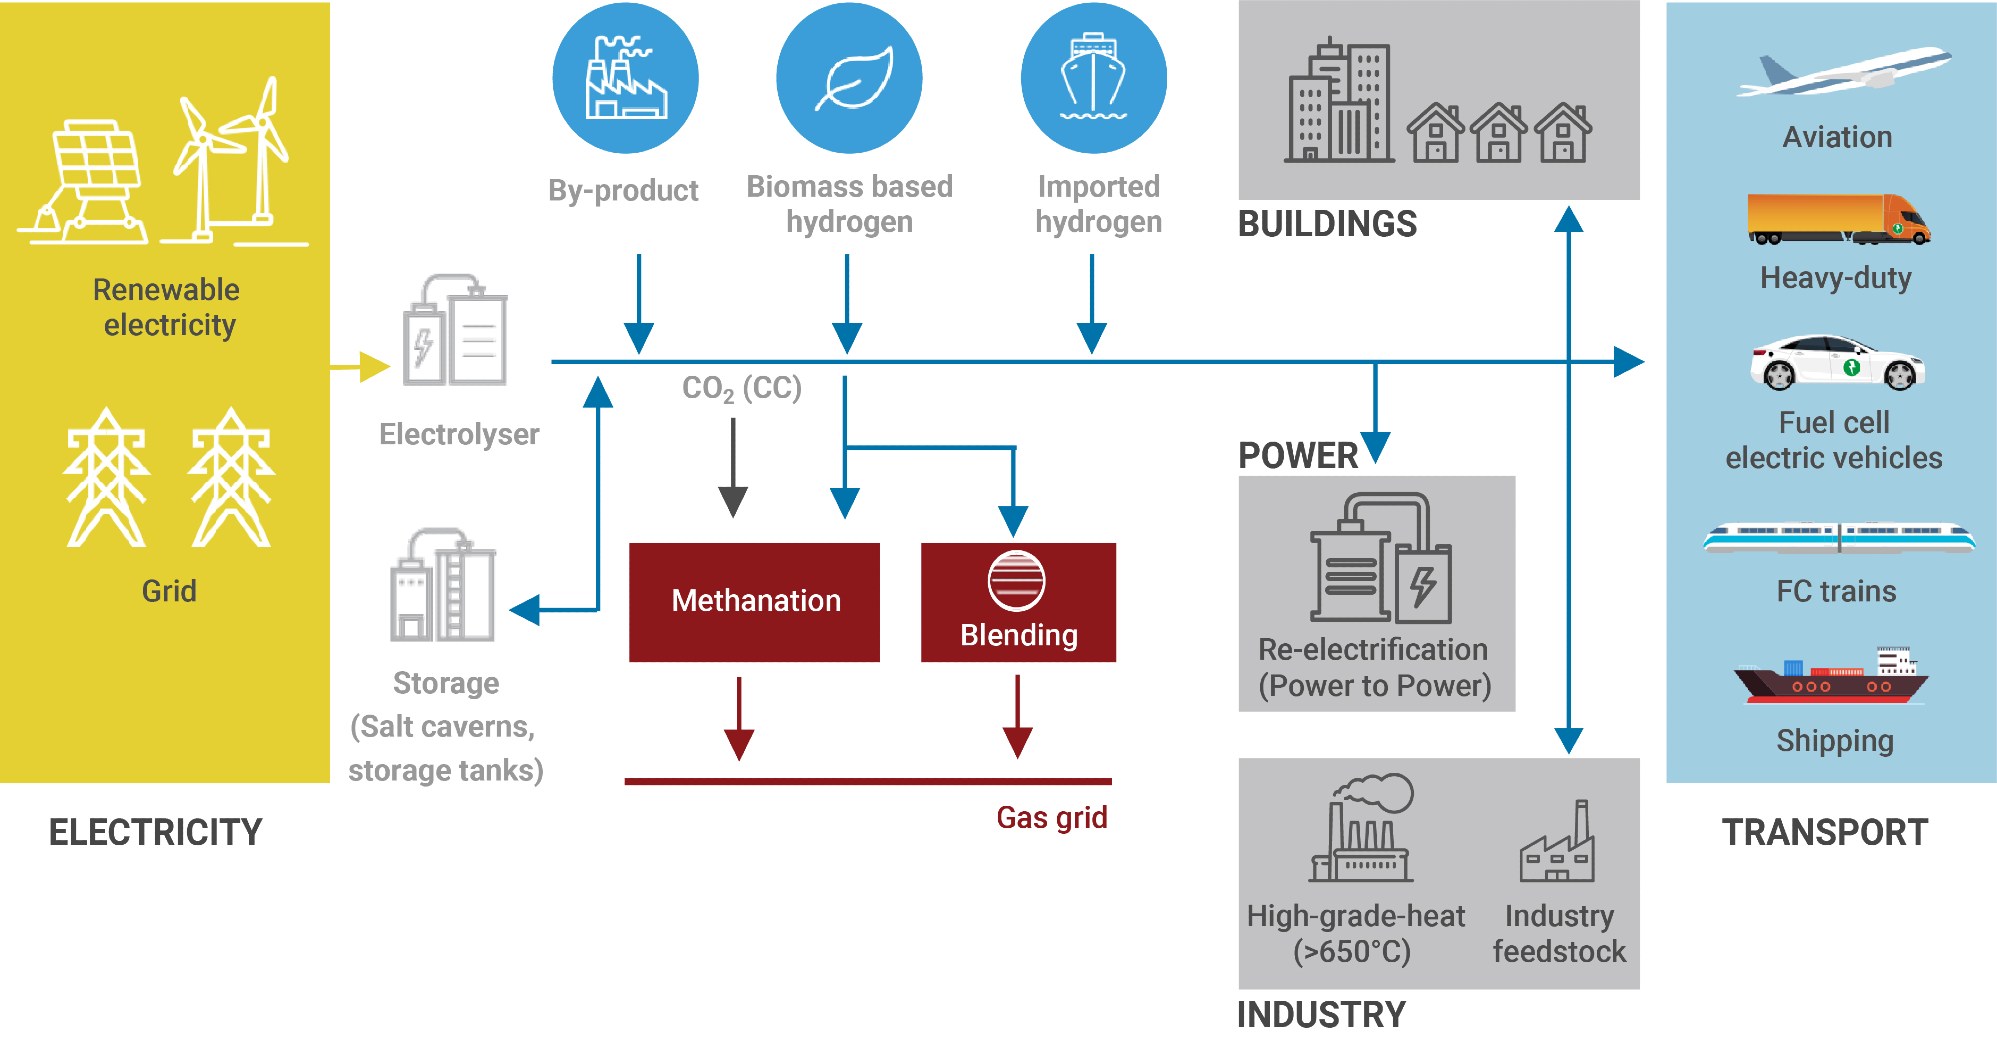 Renewable
electricity
Grid
ELECTRICITY
Electrolyser
Storage
(Salt caverns,
storage tanks)
By-product
Biomass based
hydrogen
Imported
hydrogen
CO₂ (CC)
Methanation
Blending
Gas grid
BUILDINGS
POWER
Re-electrification
(Power to Power)
High-grade-heat
(>650°C)
Industry
feedstock
INDUSTRY
Aviation
Heavy-duty
Fuel cell
electric vehicles
FC trains
Shipping
TRANSPORT